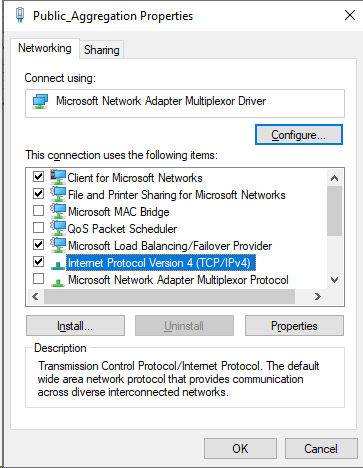 Public_Aggregation Properties
Networking
Sharing
Connect using:
Microsoft Network Adapter Multiplexor Driver
Configure...
This connection uses the following items:
Client for Microsoft Networks
File and Printer Sharing for Microsoft Networks
Microsoft MAC Bridge
QoS Packet Scheduler
Microsoft Load Balancing/Failover Provider
Internet Protocol Version 4 (TCP/IPv4)
Microsoft Network Adapter Multiplexor Protocol
Install...
Uninstall
Properties
Description
Transmission Control Protocol/Internet Protocol. The default
wide area network protocol that provides communication
across diverse interconnected networks.
OK
Cancel